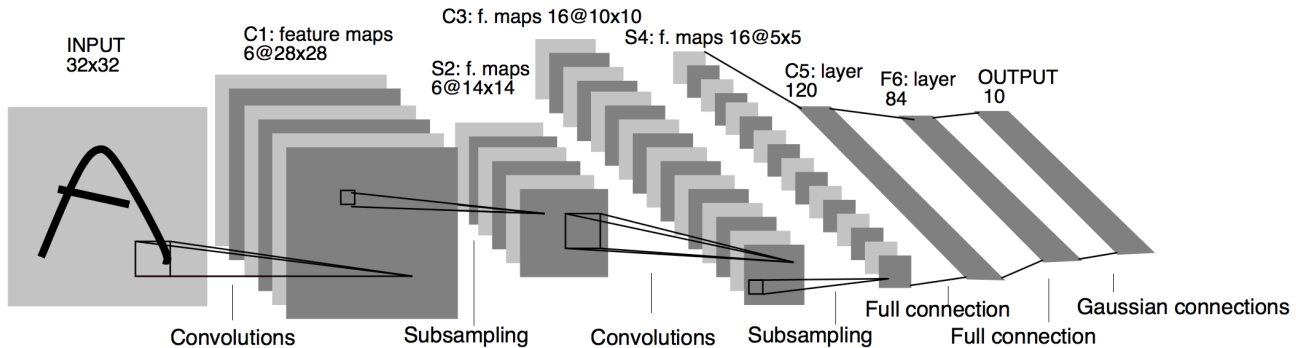 INPUT
32x32
C1: feature maps
6@28x28
S2: f. maps
6@14x14
C3: f. maps 16@10x10
S4: f. maps 16@5x5
C5: layer
120
F6: layer
84
OUTPUT
10
Convolutions
Subsampling
Convolutions
Subsampling
Full connection
Full connection
Gaussian connections